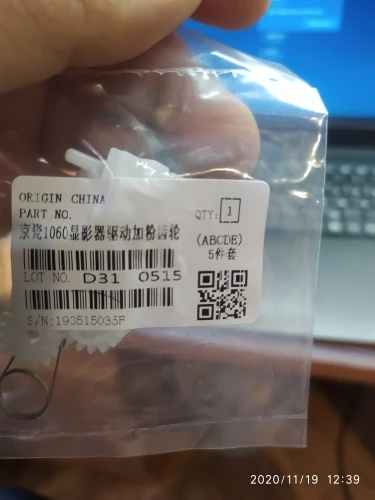 ORIGIN CHINA
PART NO.
QTY: 1
京瓷1060显影器驱动加粉齿轮
(ABCDE)
5件套
LOT NO. D31 0515
S/N:190515035F
2020/11/19 12:39